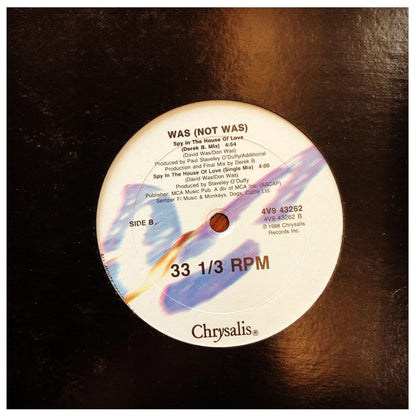 WAS (NOT WAS)
Spy In The House Of Love
(Derek B. Mix) 4:54
(David Was/Don Was)
Produced by Paul Staveley O'Duffy/Additional
Production and Final Mix by Derek B.
Spy In The House Of Love (Single Mix) 4:00
(David Was/Don Was)
Produced by Staveley O'Duffy
Publisher: MCA Music Pub. A div of MCA Inc. (ASCAP)
Semper Fi Music & Monkeys, Dogs, Cattle Ltd.
SIDE B
4V9 43262
4V9 43262 B
℗ 1988 Chrysalis
Records Inc.
33 1/3 RPM
Chrysalis®